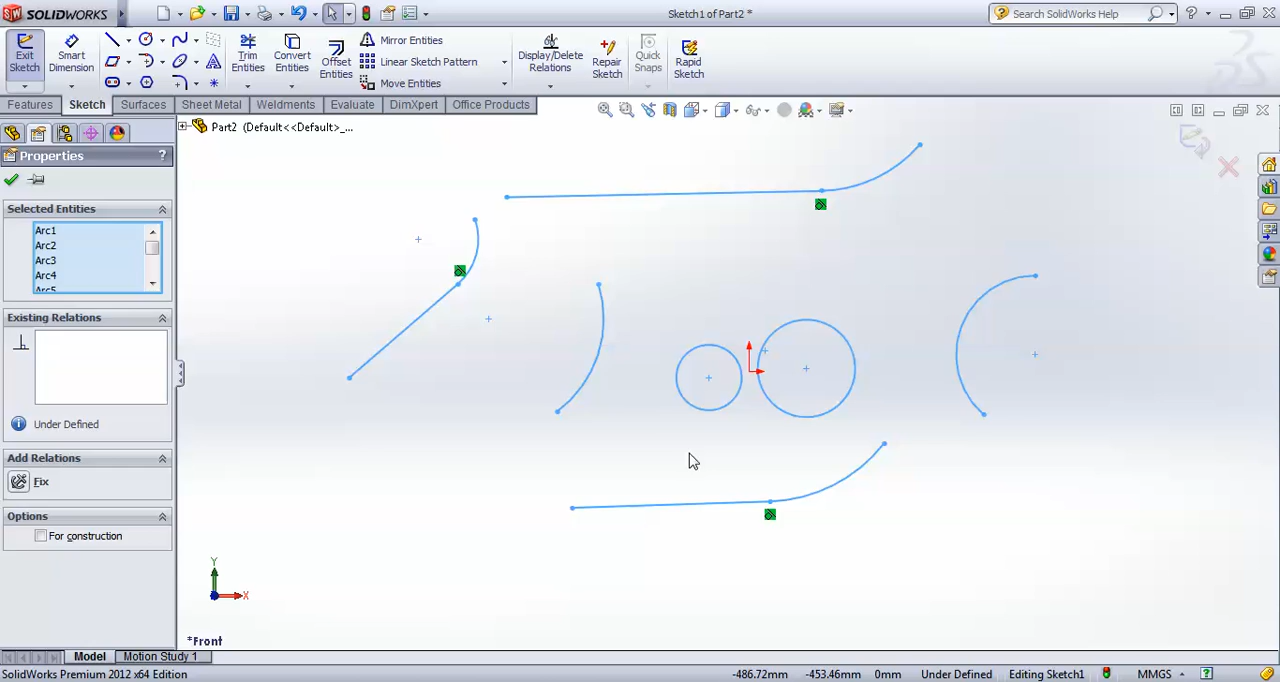 SOLIDWORKS
Sketch1 of Part2 *
Search SolidWorks Help
Exit Sketch
Smart Dimension
Trim Entities
Convert Entities
Offset Entities
Mirror Entities
Linear Sketch Pattern
Move Entities
Display/Delete Relations
Repair Sketch
Quick Snaps
Rapid Sketch
Features
Sketch
Surfaces
Sheet Metal
Weldments
Evaluate
DimXpert
Office Products
Part2 (Default<<Default>_...
Properties
?
Selected Entities
Arc1
Arc2
Arc3
Arc4
Arc5
Existing Relations
Under Defined
Add Relations
Fix
Options
For construction
Y
X
*Front
Model
Motion Study 1
SolidWorks Premium 2012 x64 Edition
-486.72mm
-453.46mm
0mm
Under Defined
Editing Sketch1
MMGS
?